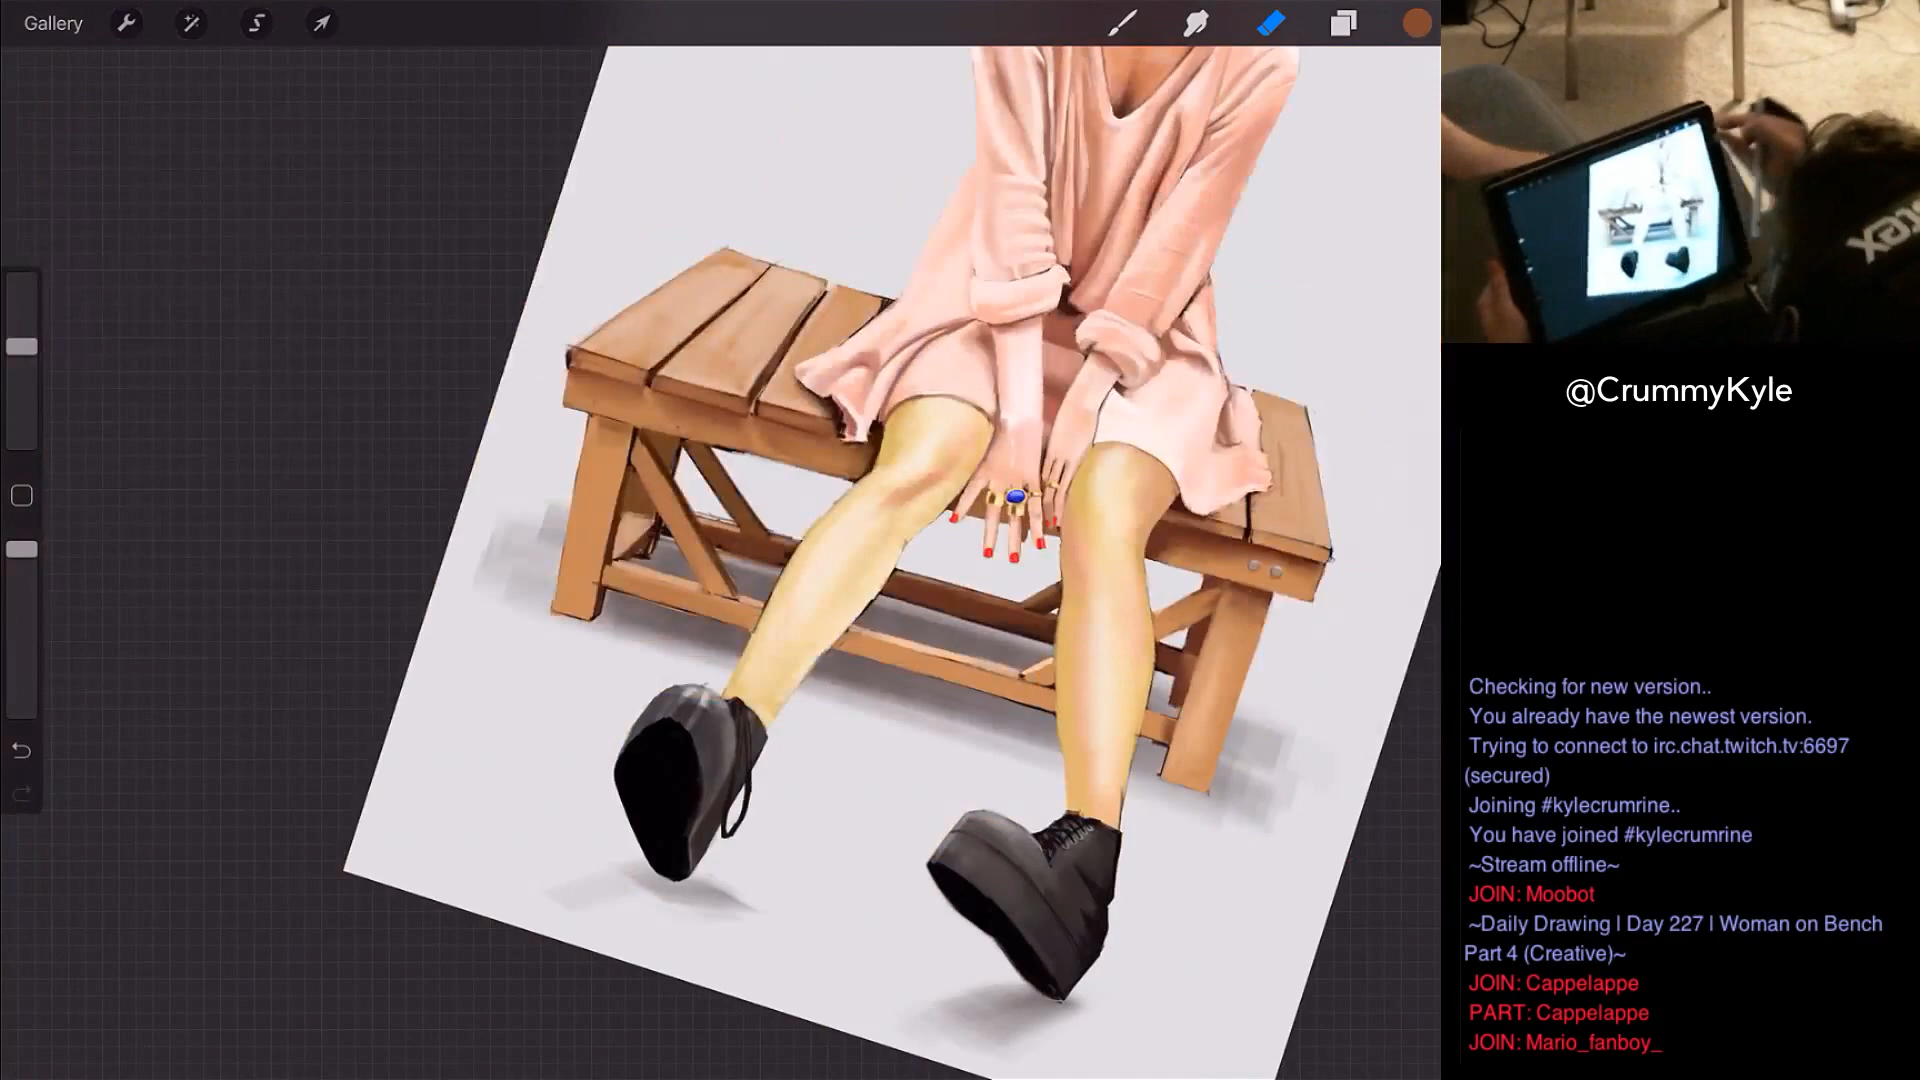 Gallery
@CrummyKyle
Checking for new version..
You already have the newest version.
Trying to connect to irc.chat.twitch.tv:6697
(secured)
Joining #kylecrumrine..
You have joined #kylecrumrine
~Stream offline~
JOIN: Moobot
~Daily Drawing | Day 227 | Woman on Bench
Part 4 (Creative)~
JOIN: Cappelappe
PART: Cappelappe
JOIN: Mario_fanboy_